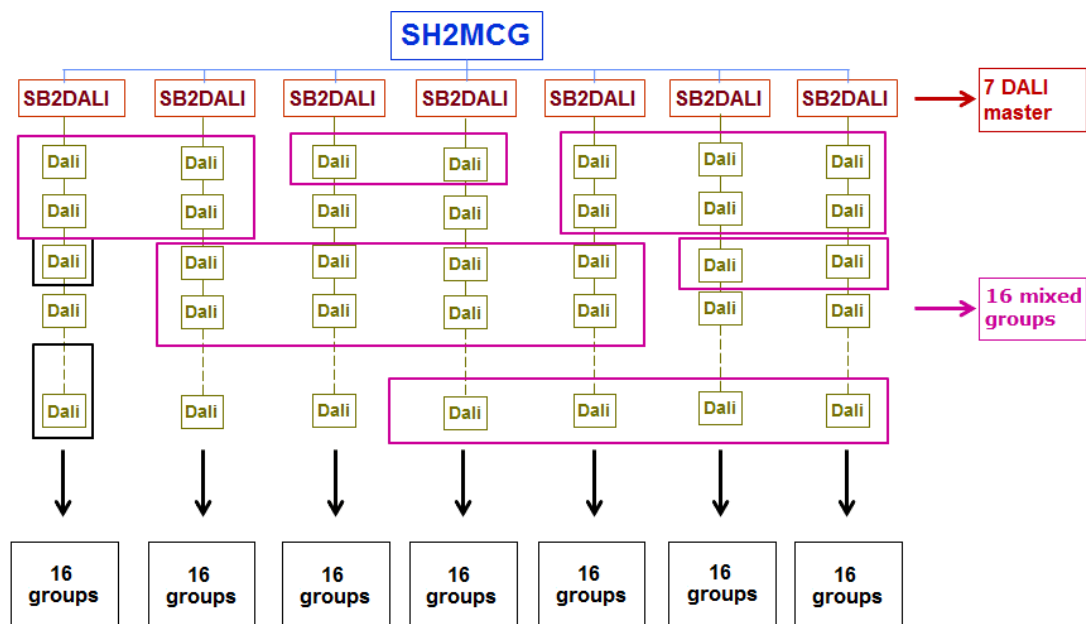 SH2MCG
SB2DALI SB2DALI SB2DALI SB2DALI SB2DALI SB2DALI SB2DALI
7 DALI
master
Dali Dali Dali Dali Dali Dali Dali
Dali Dali Dali Dali Dali Dali Dali
Dali Dali Dali Dali Dali Dali Dali
Dali Dali Dali Dali Dali Dali Dali
16 mixed
groups
Dali Dali Dali Dali Dali Dali Dali
16 16 16 16 16 16 16
groups groups groups groups groups groups groups